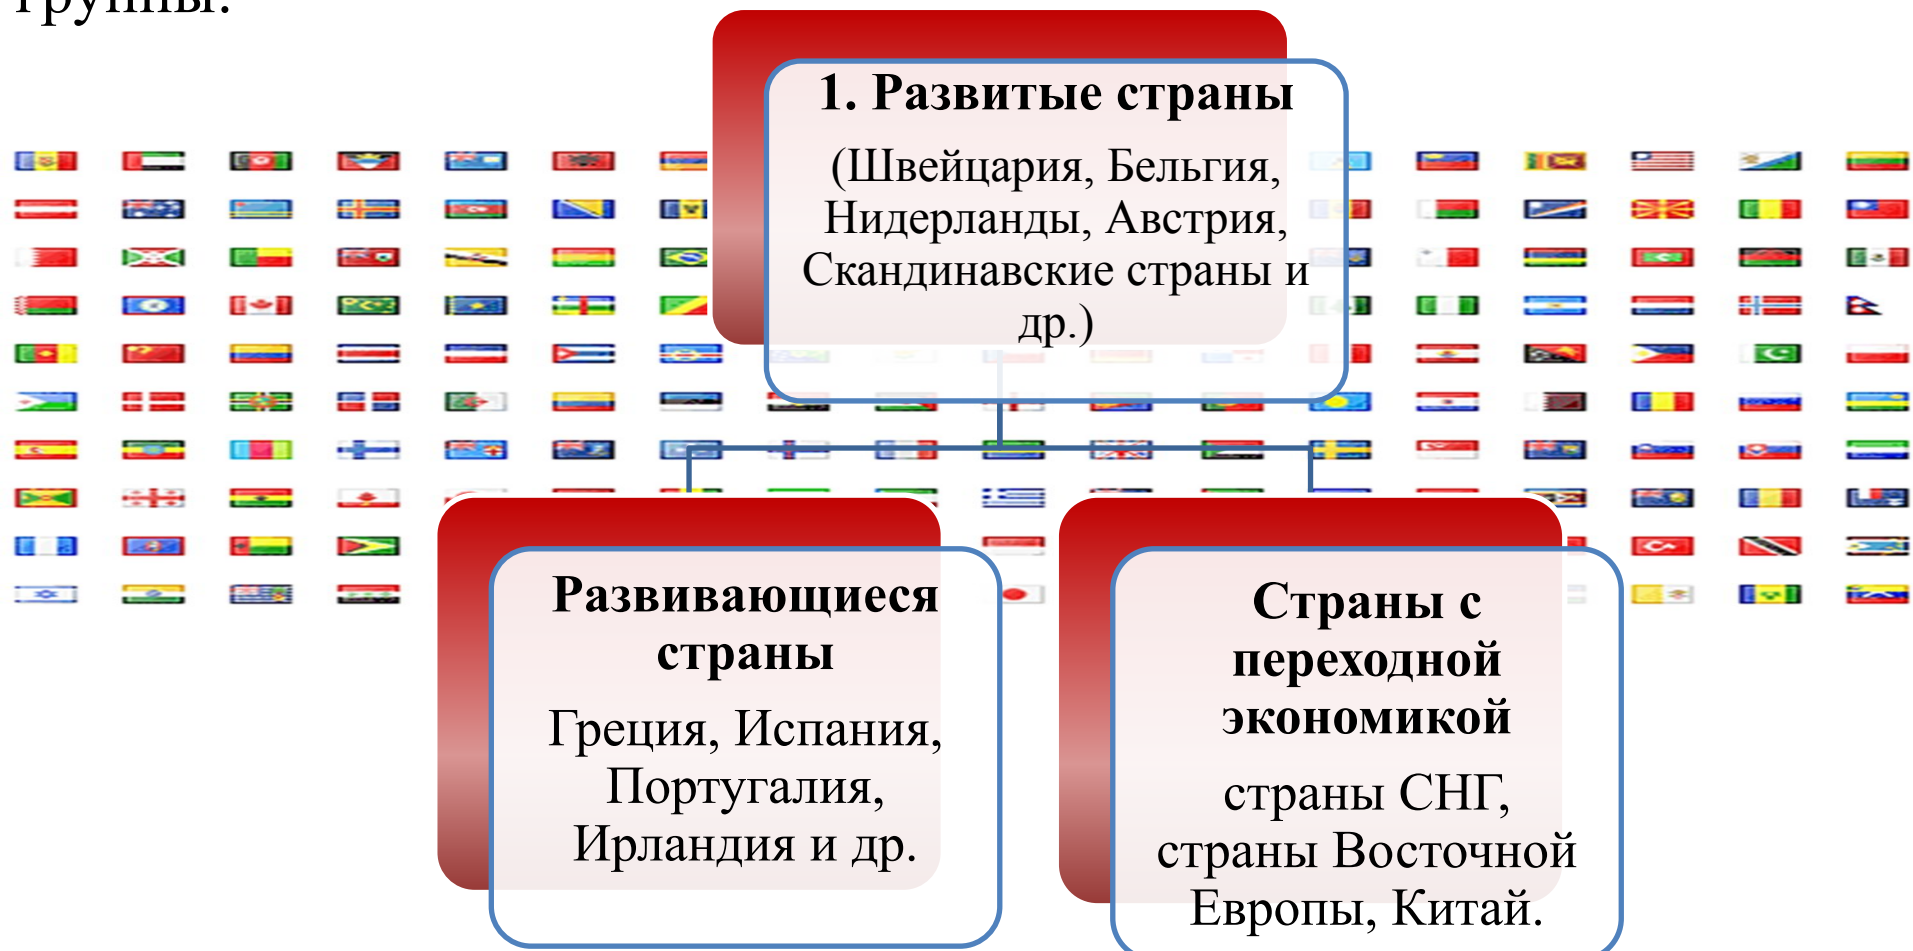 группы:
1. Развитые страны
(Швейцария, Бельгия,
Нидерланды, Австрия,
Скандинавские страны и
др.)
Развивающиеся
страны
Греция, Испания,
Португалия,
Ирландия и др.
Страны с
переходной
экономикой
страны СНГ,
страны Восточной
Европы, Китай.